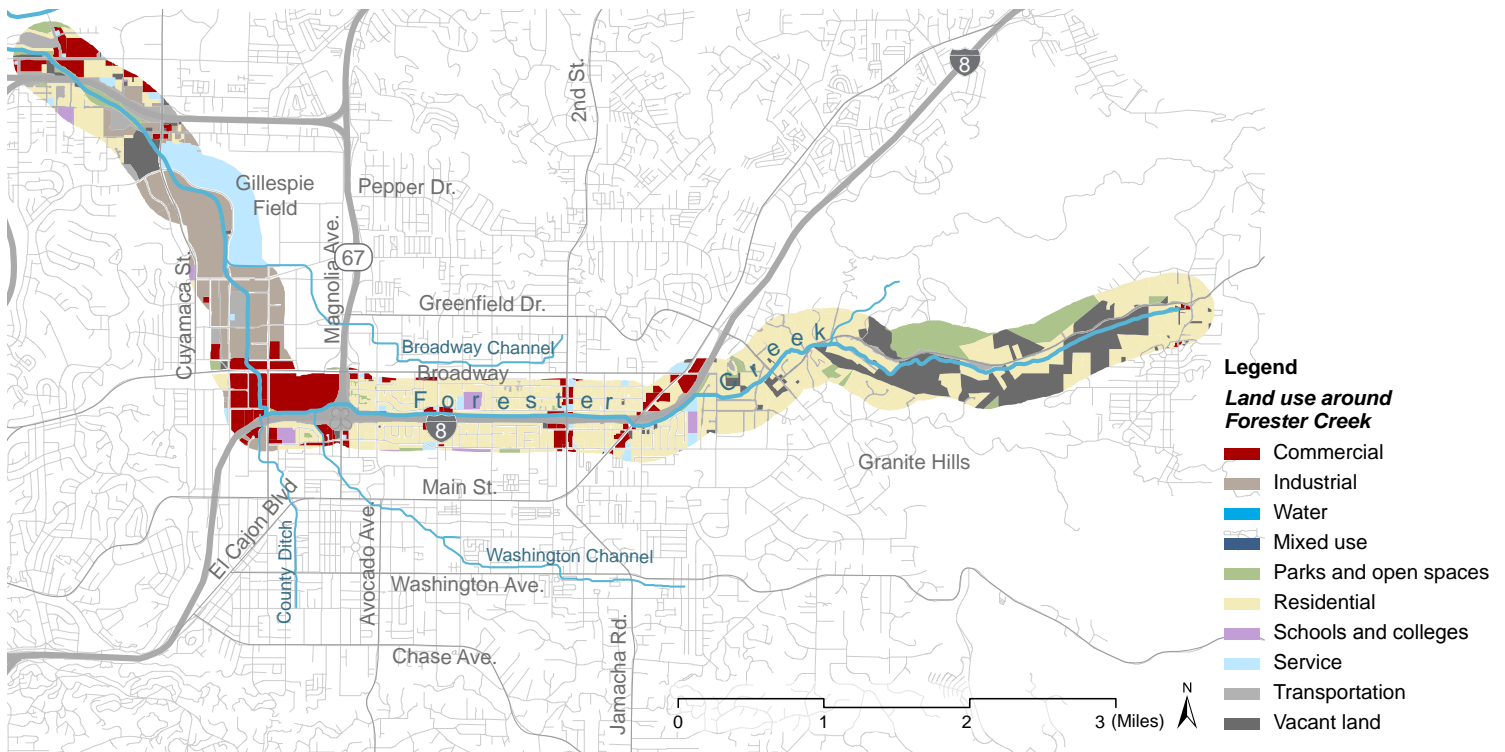 8
2nd St.
Gillespie
Field
Pepper Dr.
Magnolia Ave.
67
Cuyamaca St.
Greenfield Dr.
Broadway Channel
Broadway
Forester Creek
8
Granite Hills
Main St.
El Cajon Blvd
County Ditch
Avocado Ave.
Washington Channel
Washington Ave.
Chase Ave.
Jamacha Rd.
Legend
Land use around
Forester Creek
Commercial
Industrial
Water
Mixed use
Parks and open spaces
Residential
Schools and colleges
Service
Transportation
Vacant land
N
0 1 2 3 (Miles)